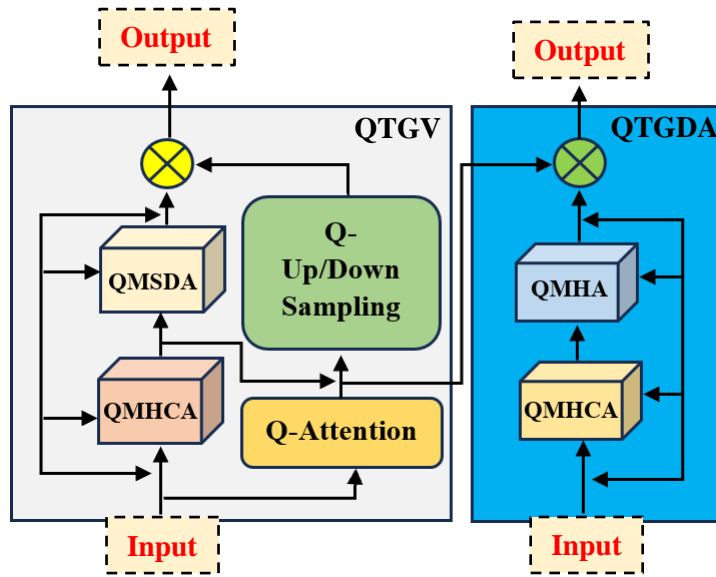 Output
Output
QTGV
QTGDA
Q-
Up/Down
Sampling
QMSDA
QMHA
QMHCA
QMHCA
Q-Attention
Input
Input